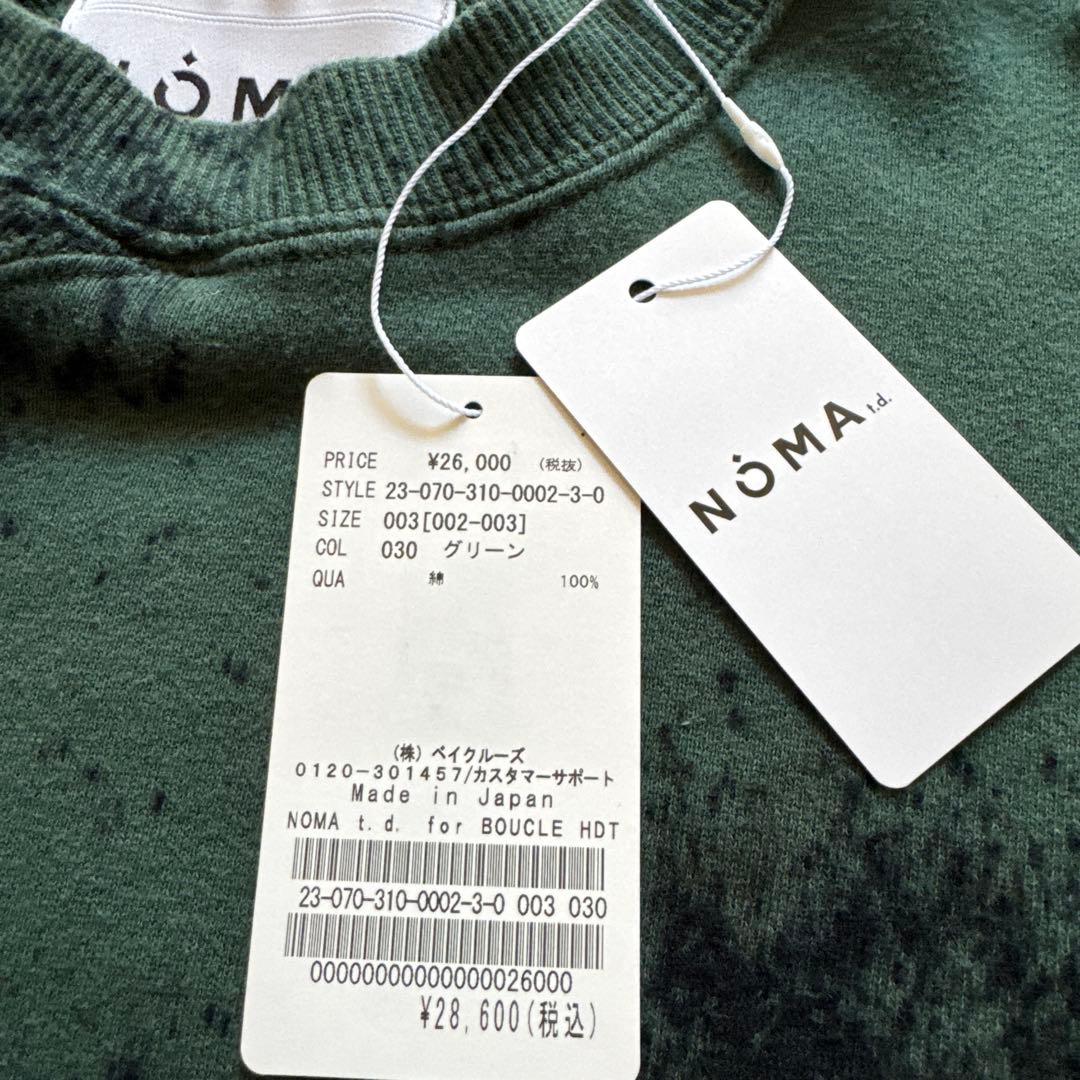 NOMA
PRICE ¥26,000 (税抜)
STYLE 23-070-310-0002-3-0
SIZE 003[002-003]
COL 030 グリーン
QUA 綿 100%
(株) ベイクルーズ
0120-301457/カスタマーサポート
Made in Japan
NOMA t.d. for BOUCLE HDT
23-070-310-0002-3-0 003 030
00000000000000026000
¥28,600(税込)
NOMA t.d.